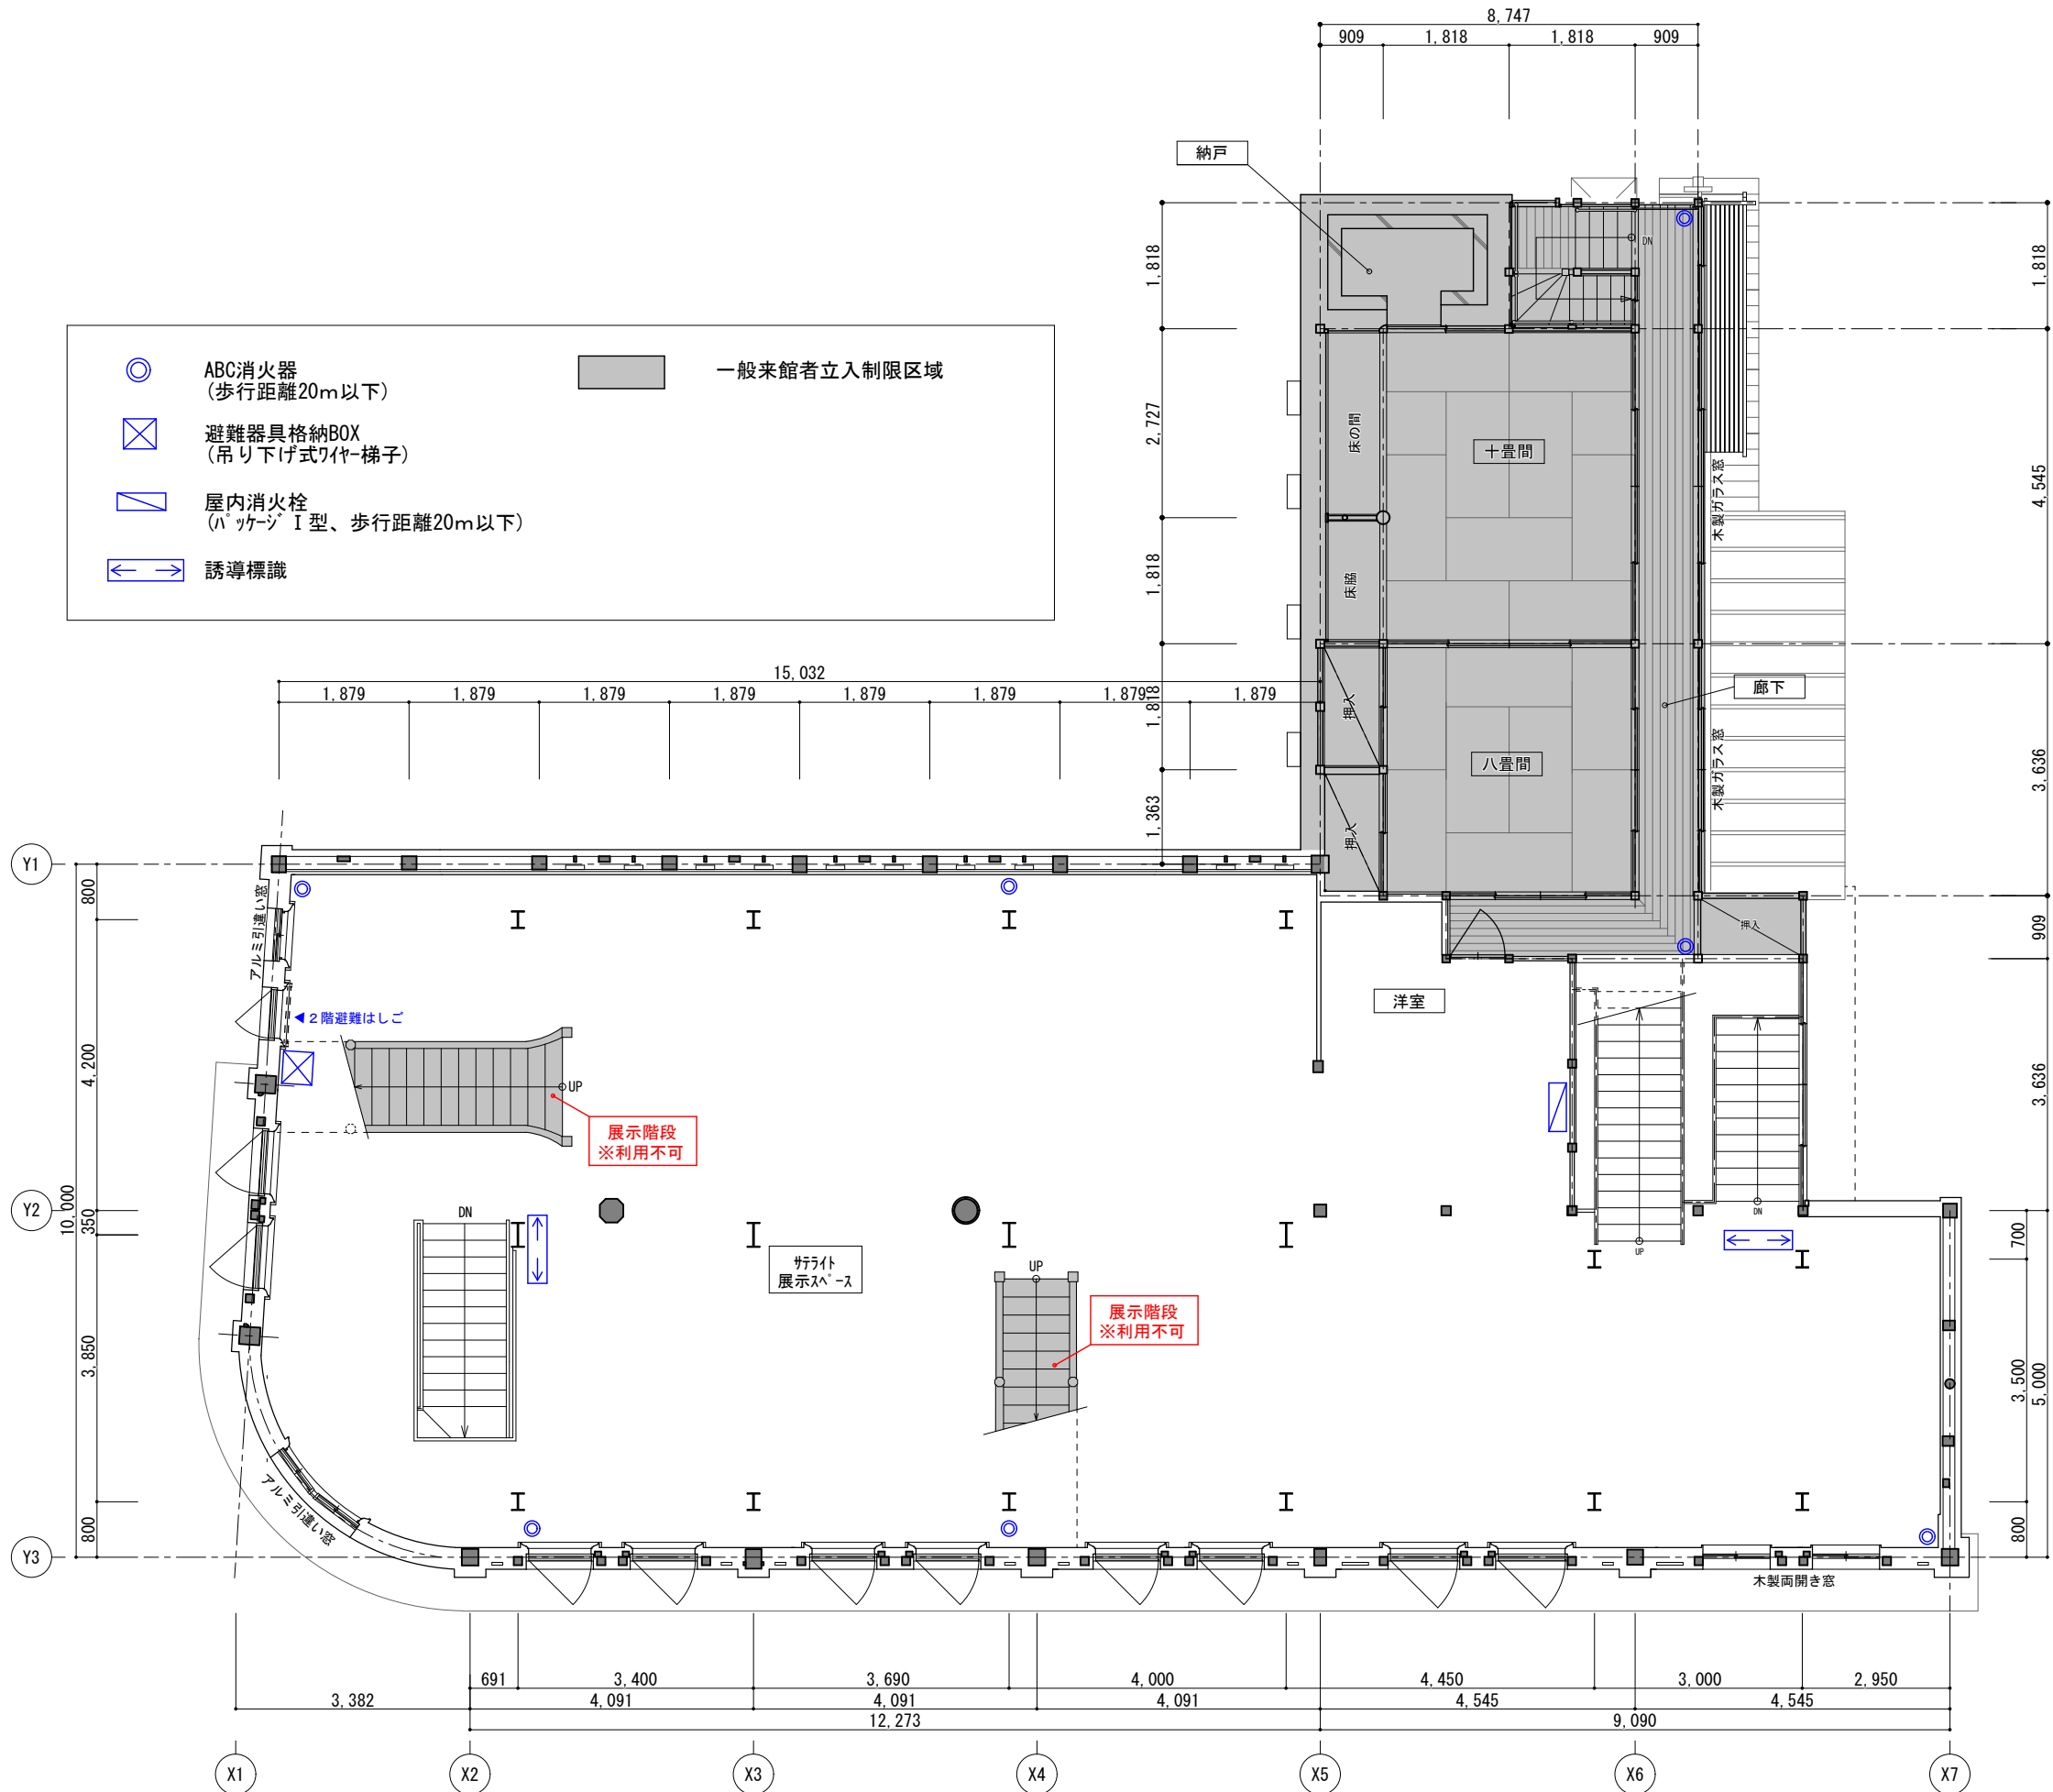 8,747
909
1,818
1,818
909
納戸
1,818
2,727
1,818
1,818
1,363
1,818
4,545
3,636
909
3,636
DN
床の間
床脇
十畳間
八畳間
押入
押入
押入
廊下
木製ガラス窓
木製ガラス窓
ABC消火器
(歩行距離20m以下)
避難器具格納BOX
(吊り下げ式ワイヤー梯子)
屋内消火栓
(パッケージⅠ型、歩行距離20m以下)
誘導標識
一般来館者立入制限区域
15,032
1,879
1,879
1,879
1,879
1,879
1,879
1,879
1,879
Y1
Y2
Y3
800
4,200
350
3,850
800
10,000
アルミ引違い窓
◀2階避難はしご
UP
展示階段
※利用不可
洋室
DN
サテライト
展示スペース
UP
展示階段
※利用不可
UP
DN
700
3,500
800
5,000
アルミ引違い窓
木製両開き窓
691
3,400
3,690
4,000
4,450
3,000
2,950
3,382
4,091
4,091
4,091
4,545
4,545
12,273
9,090
X1
X2
X3
X4
X5
X6
X7